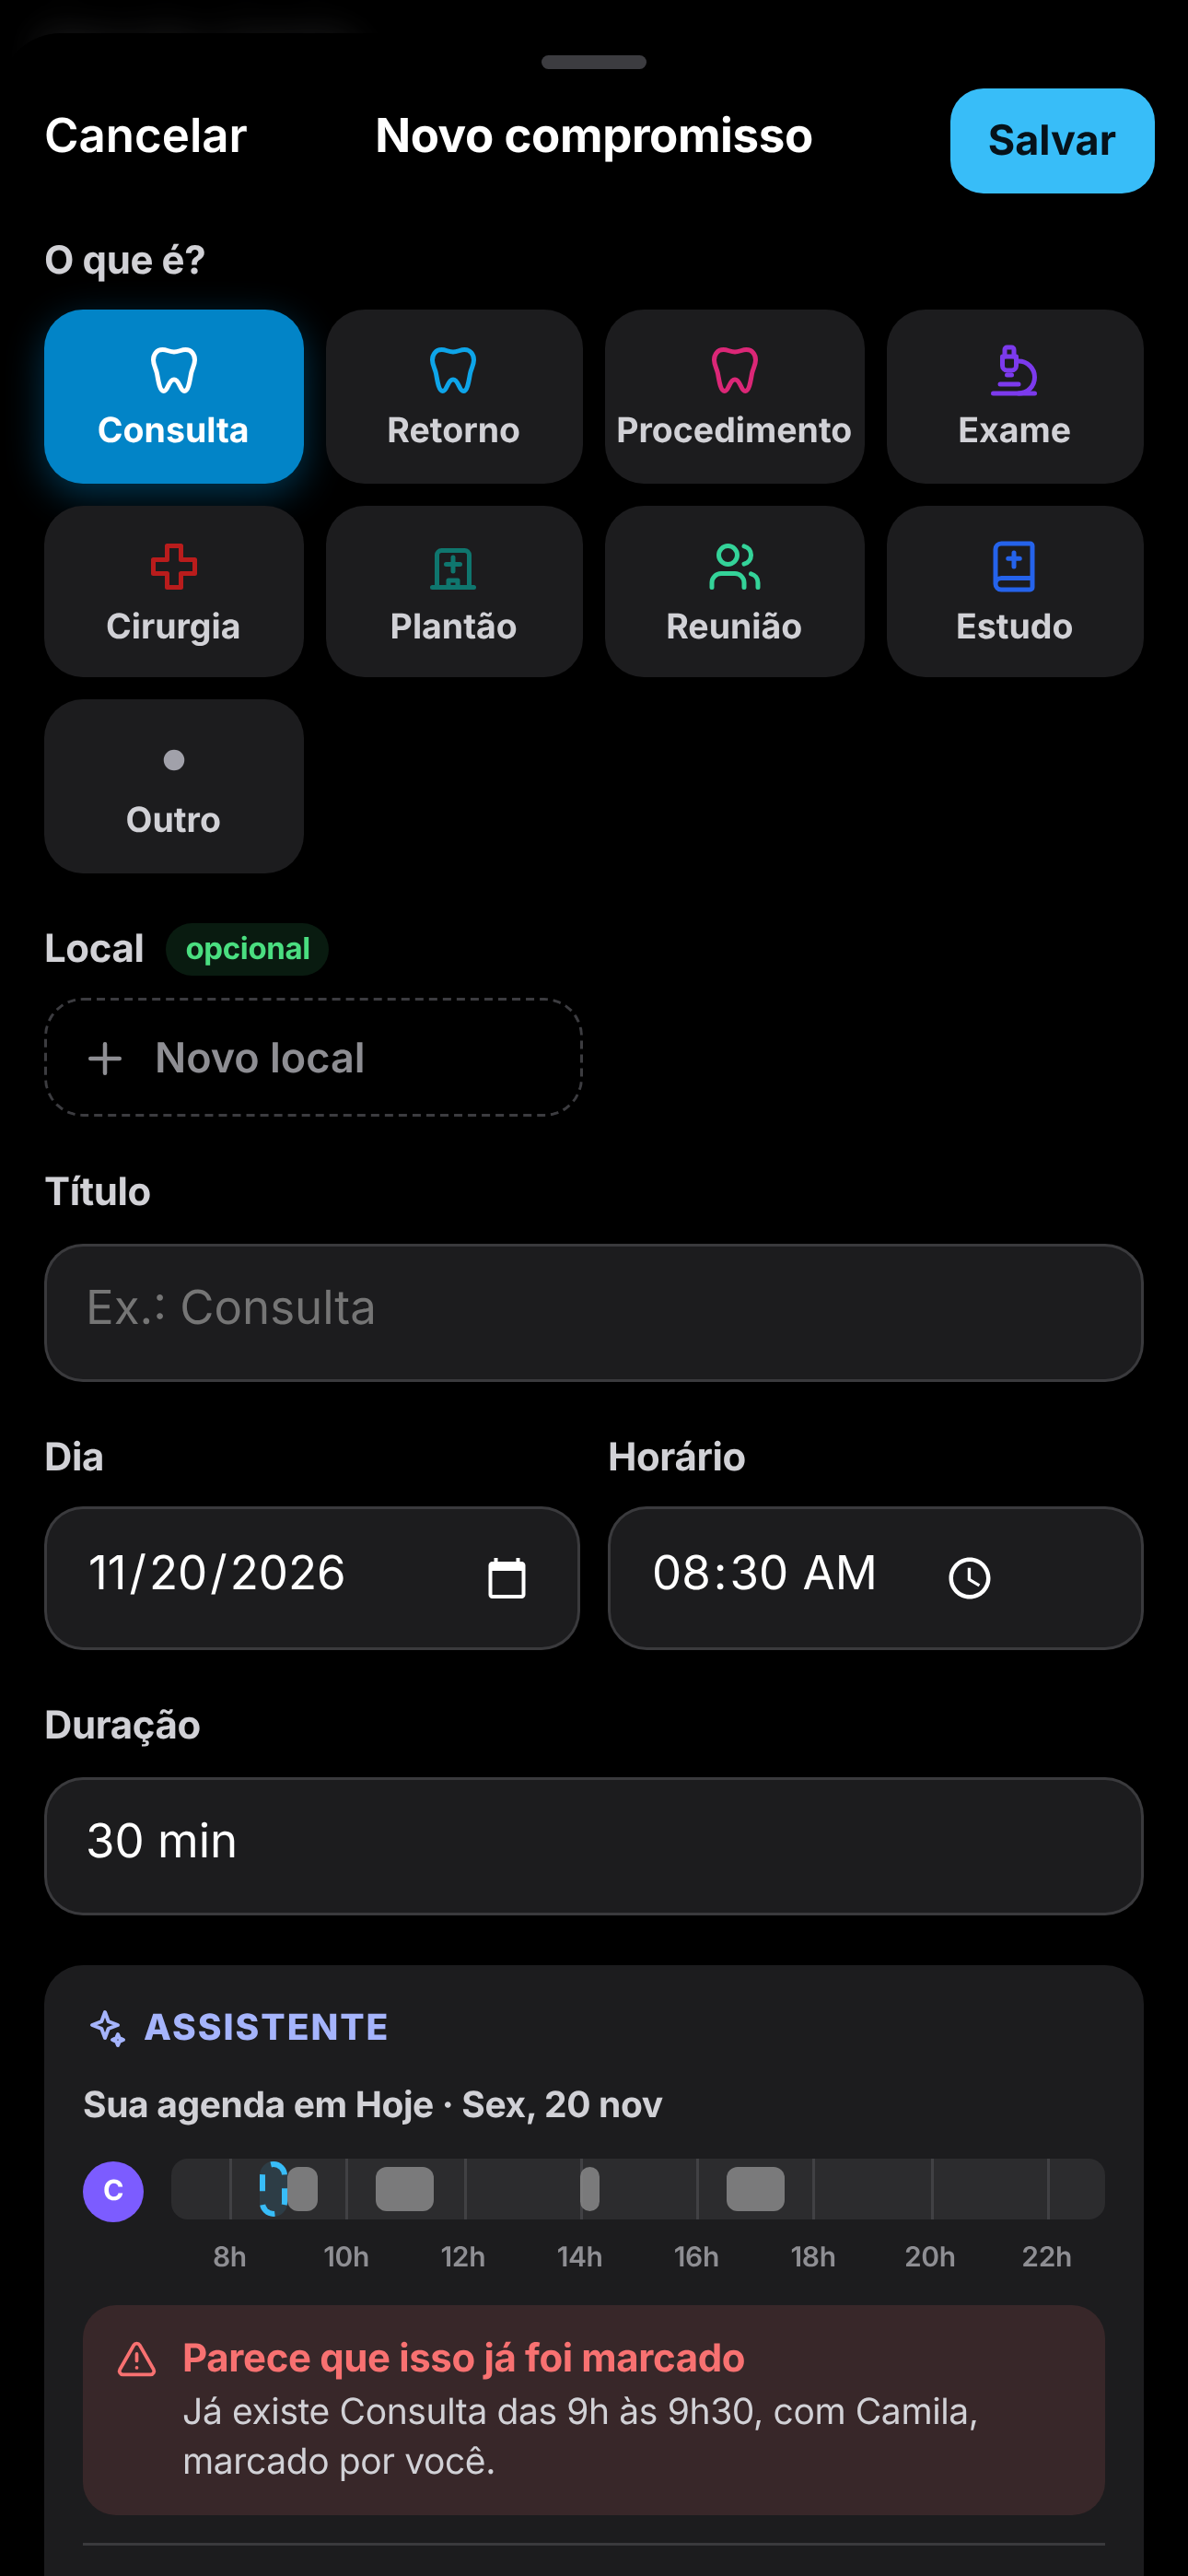 Cancelar
Novo compromisso
Salvar
O que é?
Consulta
Retorno
Procedimento
Exame
Cirurgia
Plantão
Reunião
Estudo
Outro
Local
opcional
Novo local
Título
Ex.: Consulta
Dia
Horário
11/20/2026
08:30 AM
Duração
30 min
ASSISTENTE
Sua agenda em Hoje · Sex, 20 nov
C
8h 10h 12h 14h 16h 18h 20h 22h
Parece que isso já foi marcado
Já existe Consulta das 9h às 9h30, com Camila,
marcado por você.